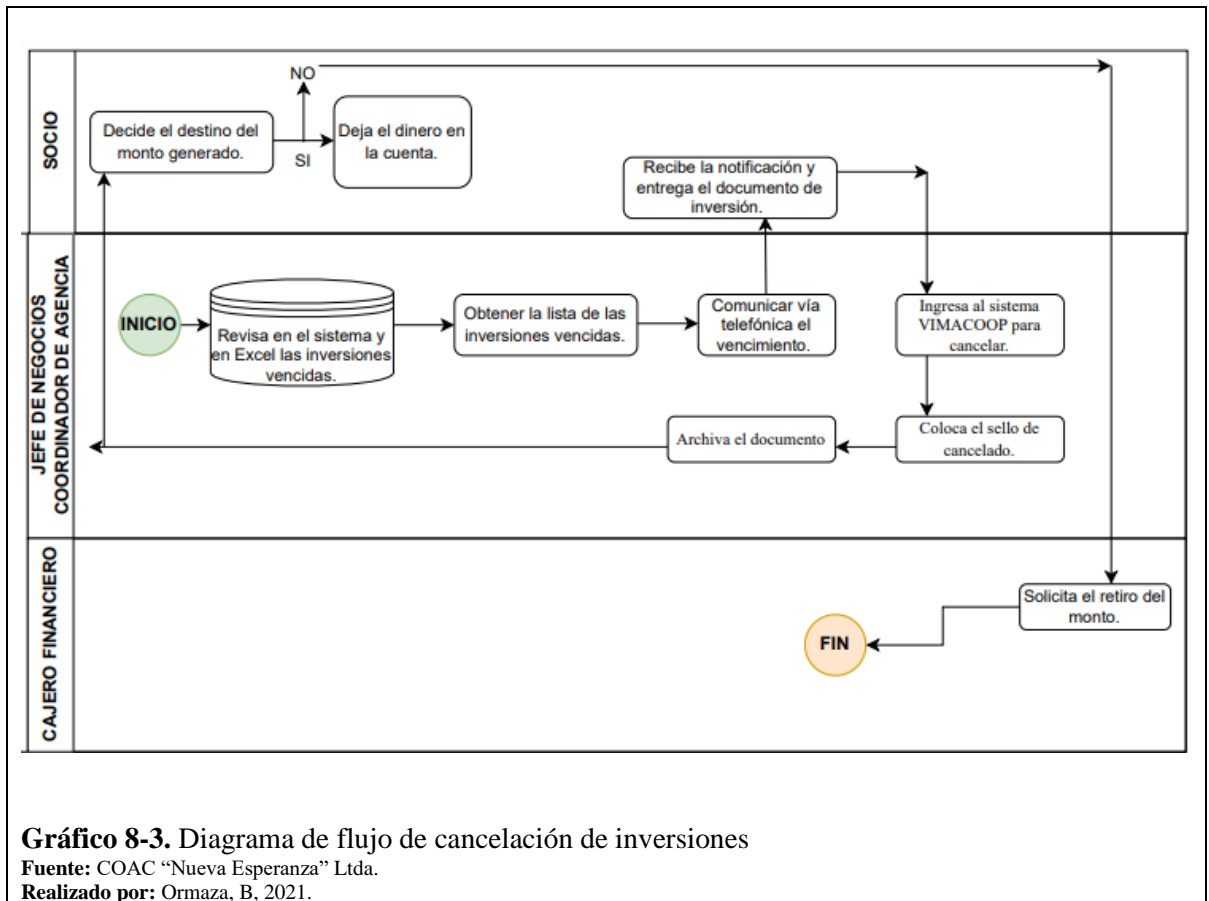 SOCIO
NO
Decide el destino del
monto generado.
SI
Deja el dinero en
la cuenta.
Recibe la notificación y
entrega el documento de
inversión.
JEFE DE NEGOCIOS
COORDINADOR DE AGENCIA
INICIO
Revisa en el sistema y
en Excel las inversiones
vencidas.
Obtener la lista de las
inversiones vencidas.
Comunicar vía
telefónica el
vencimiento.
Ingresa al sistema
VIMACOOP para
cancelar.
Archiva el documento
Coloca el sello de
cancelado.
CAJERO FINANCIERO
Solicita el retiro del
monto.
FIN
Gráfico 8-3. Diagrama de flujo de cancelación de inversiones
Fuente: COAC “Nueva Esperanza” Ltda.
Realizado por: Ormaza, B, 2021.